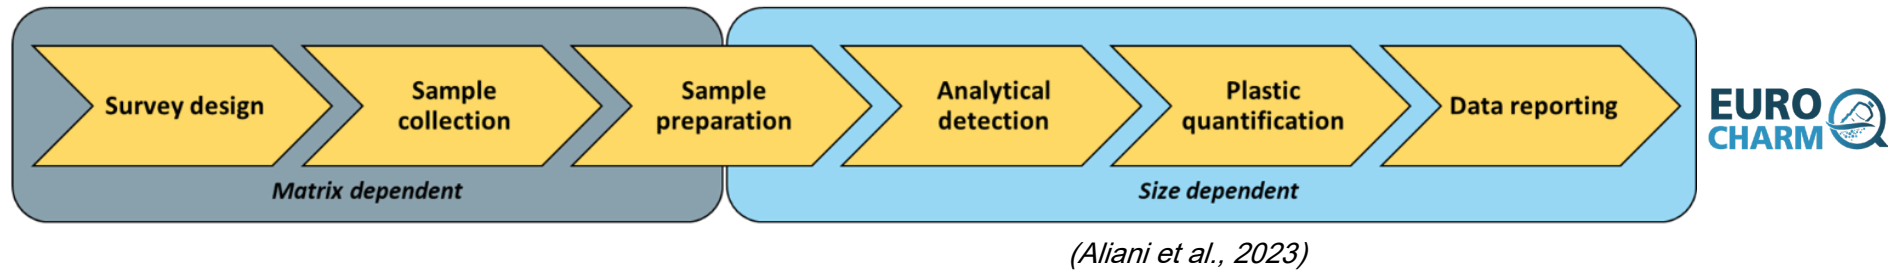 Survey design
Sample
collection
Sample
preparation
Analytical
detection
Plastic
quantification
Data reporting
Matrix dependent
Size dependent
EURO
CHARM
(Aliani et al., 2023)